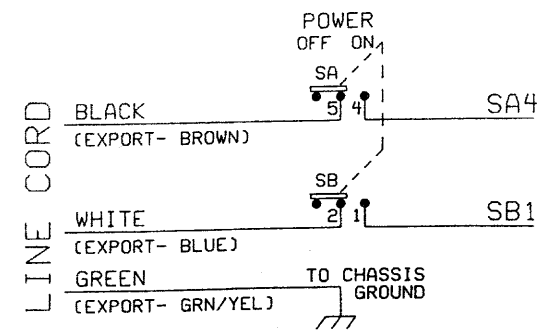 POWER
OFF ON
SA
5 4
SA4
BLACK
(EXPORT- BROWN)
SB
2 1
SB1
WHITE
(EXPORT- BLUE)
GREEN
(EXPORT- GRN/YEL)
TO CHASSIS
GROUND
LINE CORD